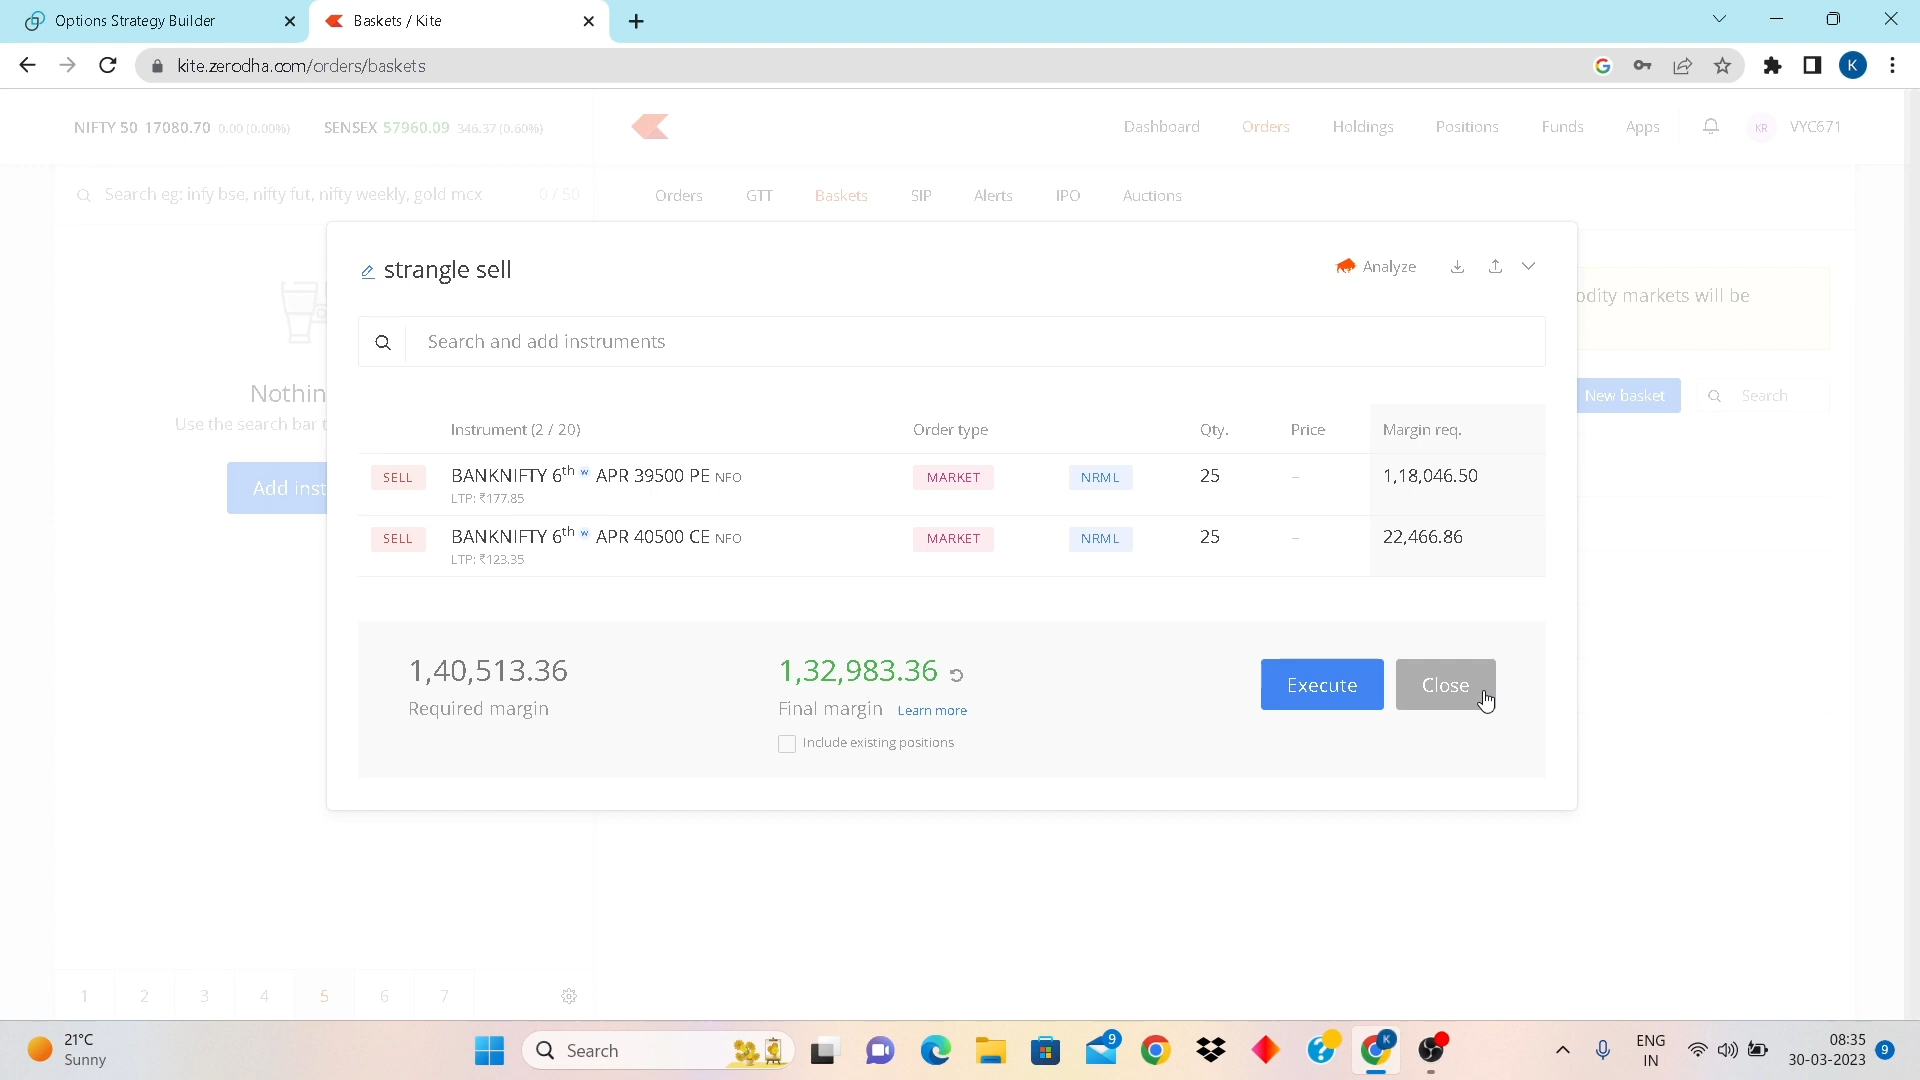 Options Strategy Builder
Baskets / Kite
kite.zerodha.com/orders/baskets
K
NIFTY 50 17080.70 0.00 (0.00%) SENSEX 57960.09 346.37 (0.60%)
Dashboard Orders Holdings Positions Funds Apps KR VYC671
Search eg: infy bse, nifty fut, nifty weekly, gold mcx 0 / 50
Orders GTT Baskets SIP Alerts IPO Auctions
strangle sell
Analyze
odity markets will be
Search and add instruments
Nothin
Use the search bar t
Add inst
New basket
Search
Instrument (2 / 20) Order type Qty. Price Margin req.
SELL BANKNIFTY 6th w APR 39500 PE NFO MARKET NRML 25 – 1,18,046.50
LTP: ₹177.85
SELL BANKNIFTY 6th w APR 40500 CE NFO MARKET NRML 25 – 22,466.86
LTP: ₹123.35
1,40,513.36 1,32,983.36
Required margin Final margin Learn more
Include existing positions
Execute Close
1 2 3 4 5 6 7
21°C
Sunny
Search
9
K
ENG
IN
08:35
30-03-2023
9